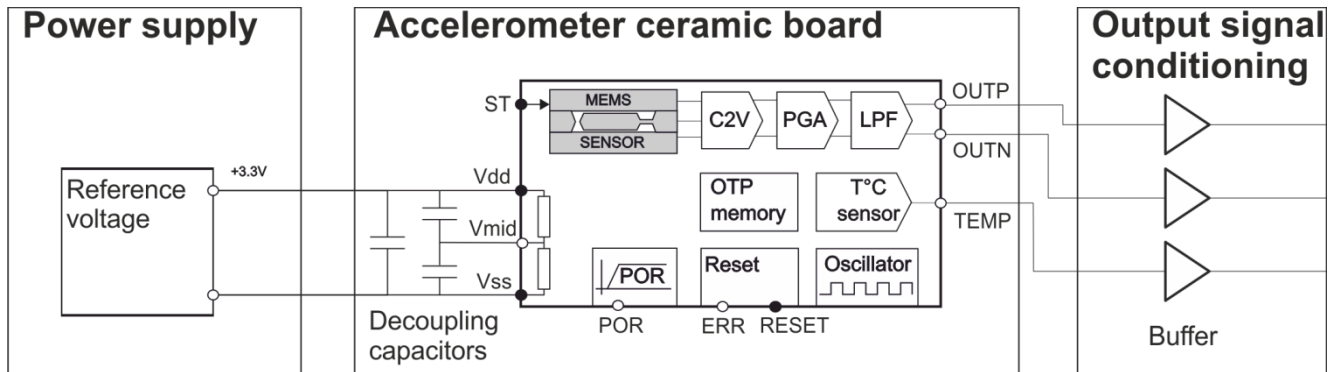 Power supply
Reference
voltage
+3.3V
Accelerometer ceramic board
ST
MEMS
SENSOR
C2V
PGA
LPF
OUTP
OUTN
Vdd
Vmid
Vss
OTP
memory
T°C
sensor
TEMP
POR
Reset
Oscillator
POR
ERR
RESET
Decoupling
capacitors
Output signal
conditioning
Buffer